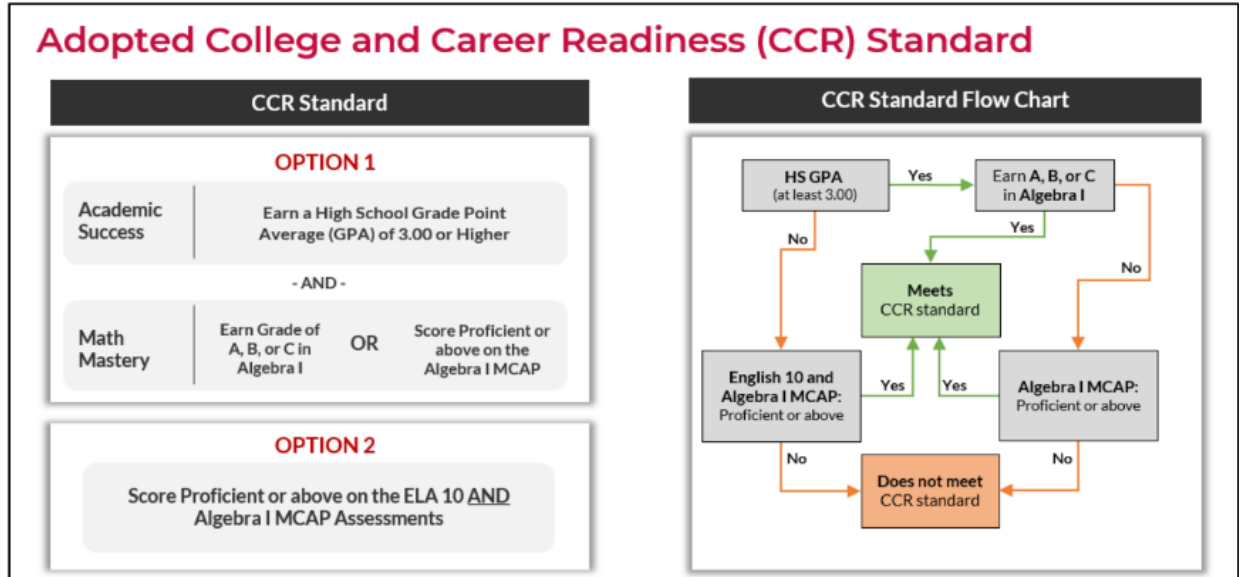 Adopted College and Career Readiness (CCR) Standard
CCR Standard
OPTION 1
Academic
Success
Earn a High School Grade Point
Average (GPA) of 3.00 or Higher
- AND -
Math
Mastery
Earn Grade of
A, B, or C in
Algebra I
OR
Score Proficient or
above on the
Algebra I MCAP
OPTION 2
Score Proficient or above on the ELA 10 AND
Algebra I MCAP Assessments
CCR Standard Flow Chart
HS GPA
(at least 3.00)
Yes
Earn A, B, or C
in Algebra I
No
Yes
No
Meets
CCR standard
English 10 and
Algebra I MCAP:
Proficient or above
Yes
Yes
Algebra I MCAP:
Proficient or above
No
No
Does not meet
CCR standard